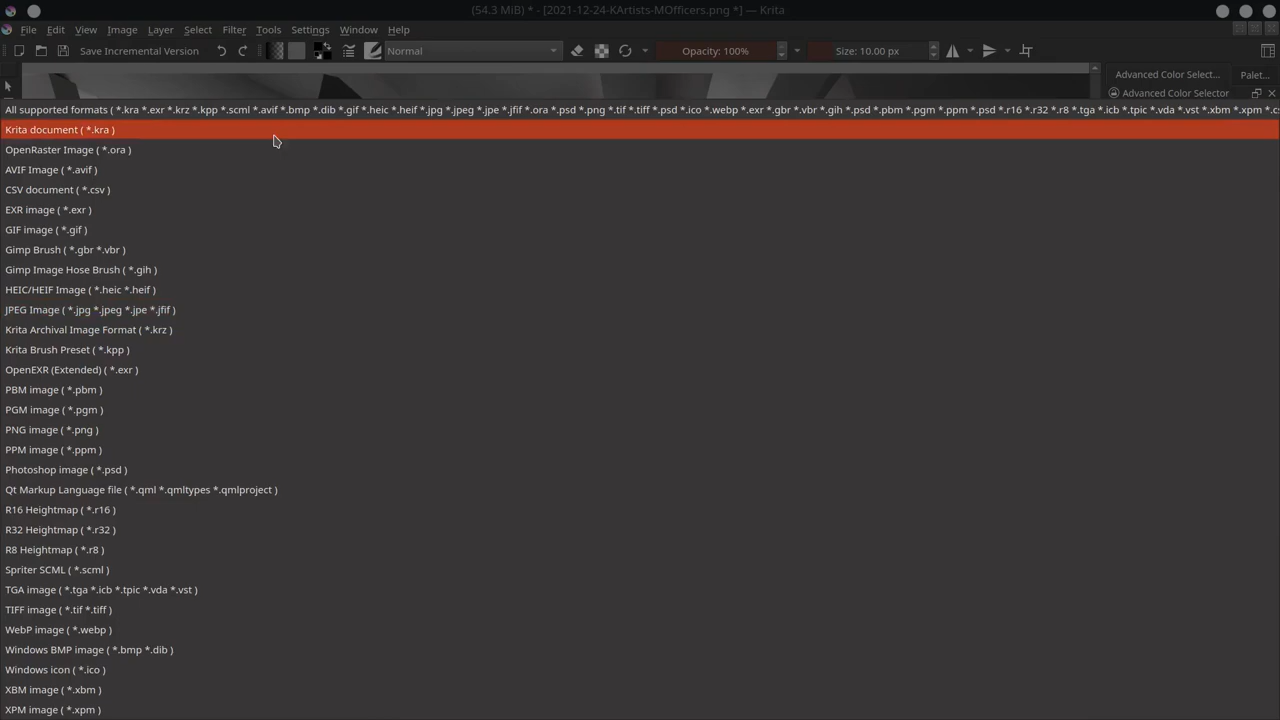 (54.3 MiB) * - [2021-12-24-KArtists-MOfficers.png *] — Krita
File Edit View Image Layer Select Filter Tools Settings Window Help
Save Incremental Version Normal Opacity: 100% Size: 10.00 px
Advanced Color Select... Palet...
Advanced Color Selector
All supported formats ( *.kra *.exr *.krz *.kpp *.scml *.avif *.bmp *.dib *.gif *.heic *.heif *.jpg *.jpeg *.jpe *.jfif *.ora *.psd *.png *.tif *.tiff *.psd *.ico *.webp *.exr *.gbr *.vbr *.gih *.psd *.pbm *.pgm *.ppm *.psd *.r16 *.r32 *.r8 *.tga *.icb *.tpic *.vda *.vst *.xbm *.xpm *.cs
Krita document ( *.kra )
OpenRaster Image ( *.ora )
AVIF Image ( *.avif )
CSV document ( *.csv )
EXR image ( *.exr )
GIF image ( *.gif )
Gimp Brush ( *.gbr *.vbr )
Gimp Image Hose Brush ( *.gih )
HEIC/HEIF Image ( *.heic *.heif )
JPEG Image ( *.jpg *.jpeg *.jpe *.jfif )
Krita Archival Image Format ( *.krz )
Krita Brush Preset ( *.kpp )
OpenEXR (Extended) ( *.exr )
PBM image ( *.pbm )
PGM image ( *.pgm )
PNG image ( *.png )
PPM image ( *.ppm )
Photoshop image ( *.psd )
Qt Markup Language file ( *.qml *.qmltypes *.qmlproject )
R16 Heightmap ( *.r16 )
R32 Heightmap ( *.r32 )
R8 Heightmap ( *.r8 )
Spriter SCML ( *.scml )
TGA image ( *.tga *.icb *.tpic *.vda *.vst )
TIFF image ( *.tif *.tiff )
WebP image ( *.webp )
Windows BMP image ( *.bmp *.dib )
Windows icon ( *.ico )
XBM image ( *.xbm )
XPM image ( *.xpm )